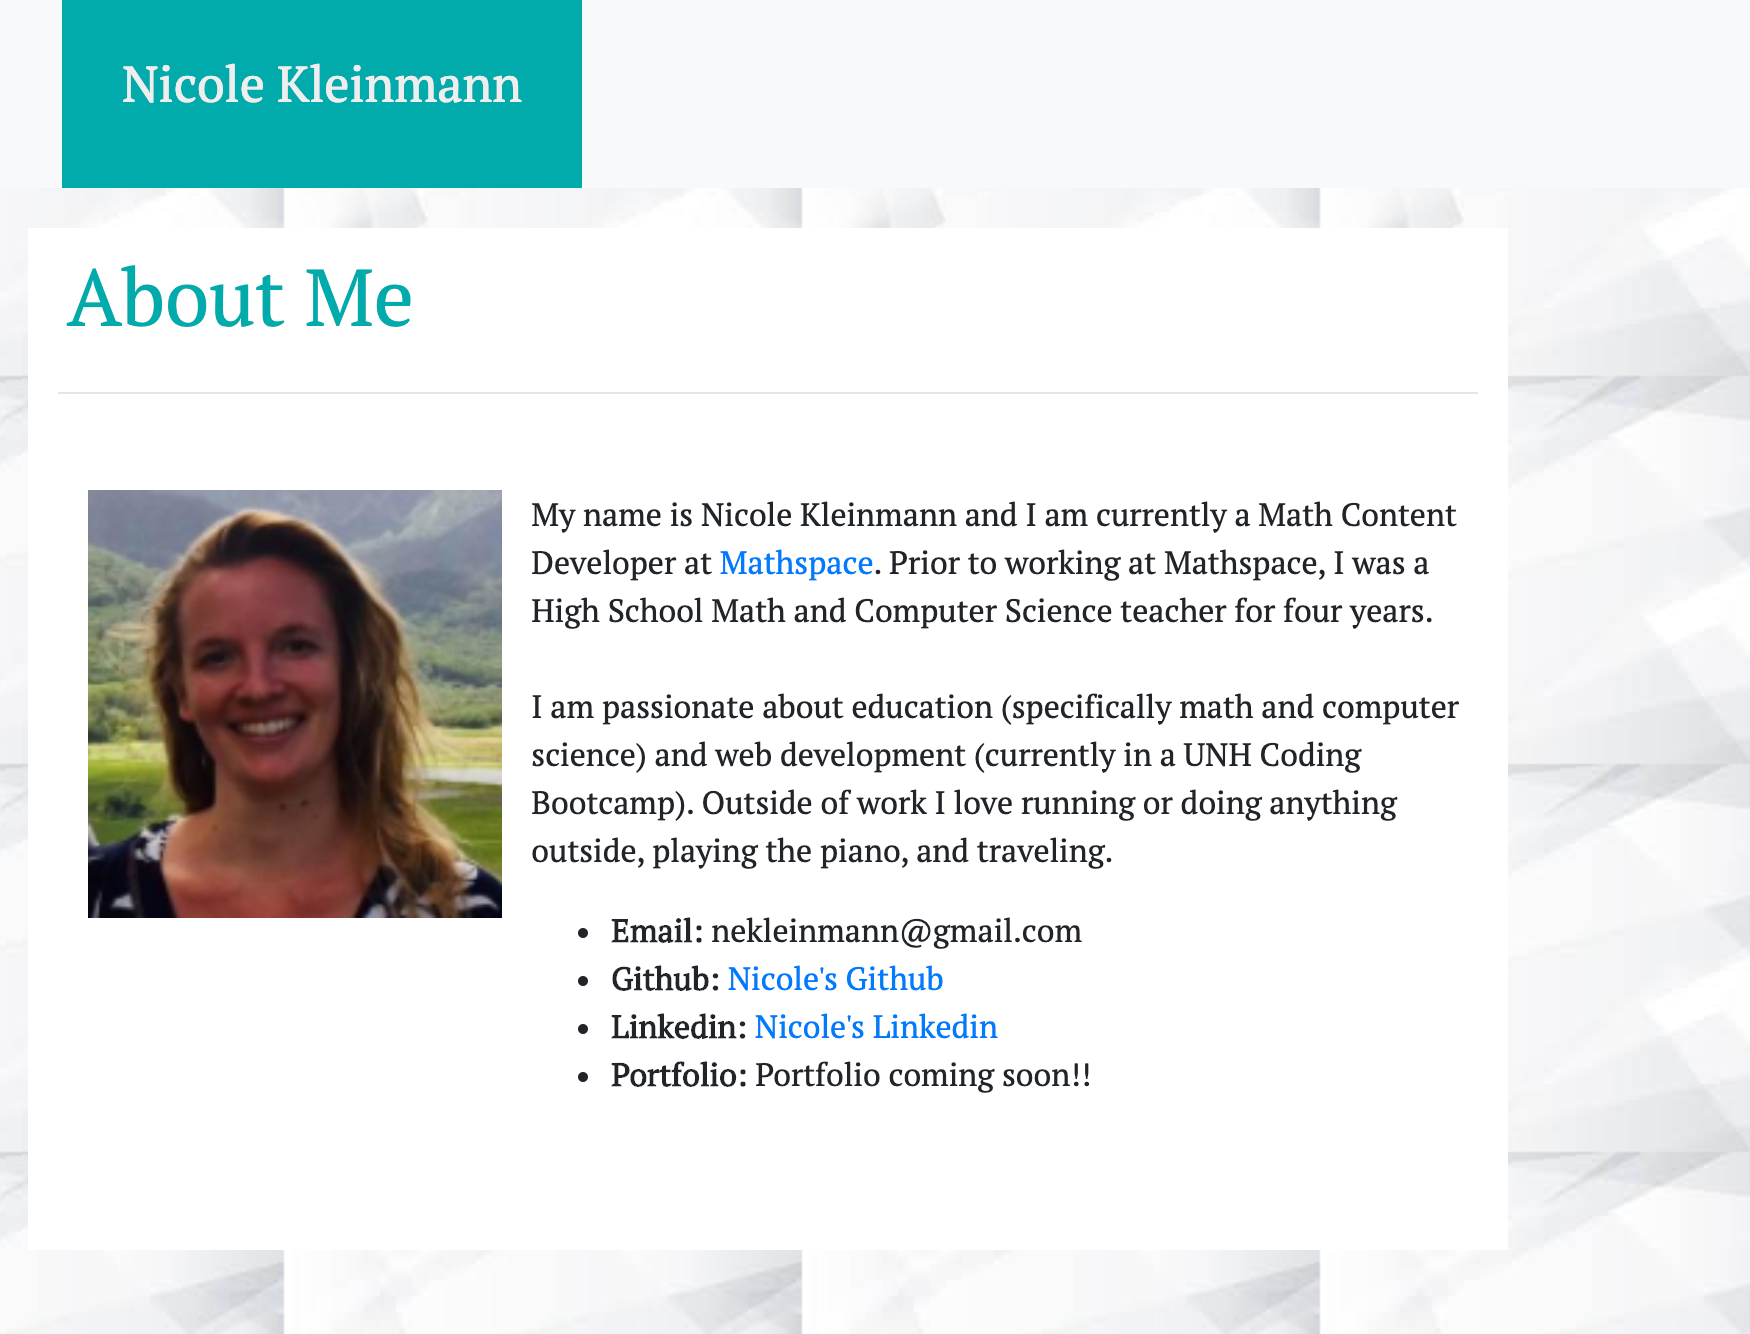 Nicole Kleinmann
About Me
My name is Nicole Kleinmann and I am currently a Math Content
Developer at Mathspace. Prior to working at Mathspace, I was a
High School Math and Computer Science teacher for four years.
I am passionate about education (specifically math and computer
science) and web development (currently in a UNH Coding
Bootcamp). Outside of work I love running or doing anything
outside, playing the piano, and traveling.
• Email: nekleinmann@gmail.com
• Github: Nicole's Github
• Linkedin: Nicole's Linkedin
• Portfolio: Portfolio coming soon!!